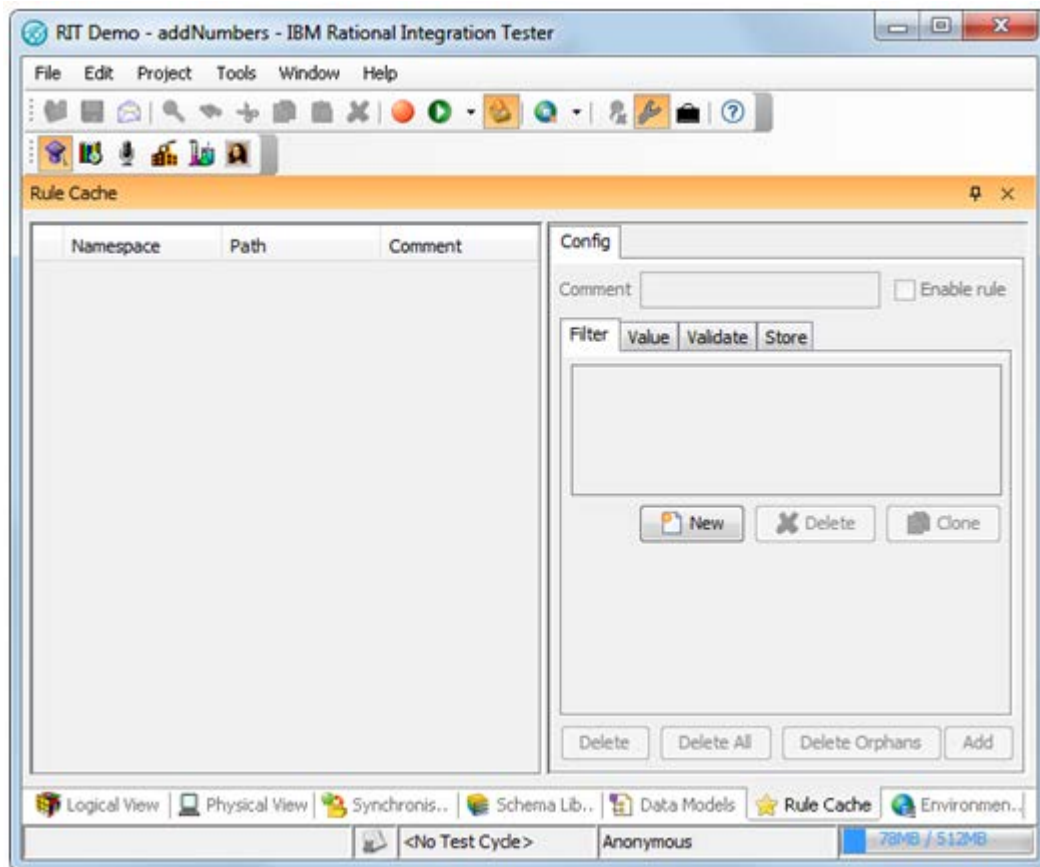 RIT Demo - addNumbers - IBM Rational Integration Tester
File Edit Project Tools Window Help
Rule Cache
Namespace Path Comment
Config
Comment Enable rule
Filter Value Validate Store
New Delete Clone
Delete Delete All Delete Orphans Add
Logical View Physical View Synchronis.. Schema Lib.. Data Models Rule Cache Environmen..
<No Test Cycle> Anonymous 78MB / 512MB